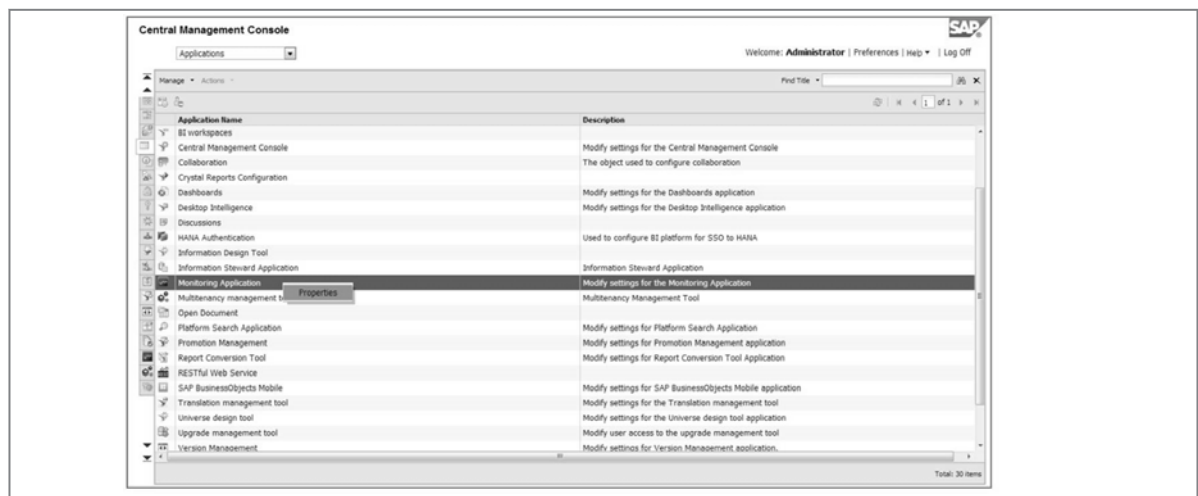 Central Management Console
SAP
Applications
Welcome: Administrator | Preferences | Help | Log Off
Manage Actions Find Title
1 of 1
Application Name Description
BI workspaces
Central Management Console Modify settings for the Central Management Console
Collaboration The object used to configure collaboration
Crystal Reports Configuration
Dashboards Modify settings for the Dashboards application
Desktop Intelligence Modify settings for the Desktop Intelligence application
Discussions
HANA Authentication Used to configure BI platform for SSO to HANA
Information Design Tool
Information Steward Application Information Steward Application
Monitoring Application Modify settings for the Monitoring Application
Properties
Multitenancy management t Multitenancy Management Tool
Open Document
Platform Search Application Modify settings for Platform Search Application
Promotion Management Modify settings for Promotion Management application
Report Conversion Tool Modify settings for Report Conversion Tool Application
RESTful Web Service
SAP BusinessObjects Mobile Modify settings for SAP BusinessObjects Mobile application
Translation management tool Modify settings for the Translation management tool
Universe design tool Modify settings for the Universe design tool application
Upgrade management tool Modify user access to the upgrade management tool
Version Management Modify settings for Version Management application.
Total: 30 items